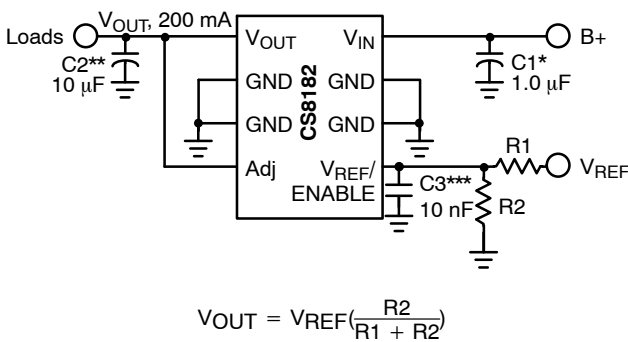 Loads
VOUT, 200 mA
C2**
10 μF
VOUT
GND
GND
Adj
CS8182
VIN
GND
GND
VREF/
ENABLE
C1*
1.0 μF
B+
C3***
10 nF
R1
R2
VREF
VOUT = VREF(R2/R1 + R2)